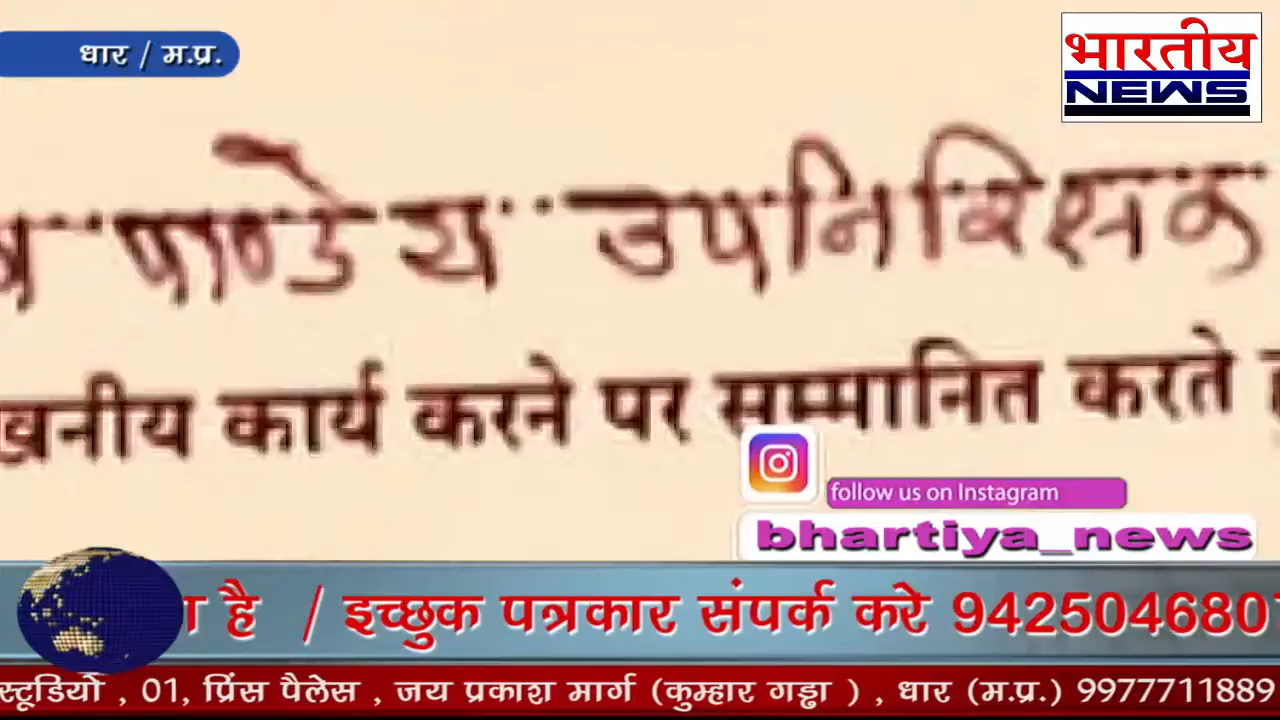 धार / म.प्र.
भारतीय
NEWS
पाण्डेय उपनिरिक्षक
कार्य करने पर सम्मानित करते
follow us on Instagram
bhartiya_news
है / इच्छुक पत्रकार संपर्क करे 942504680
स्टूडियों , 01, प्रिंस पैलेस , जय प्रकाश मार्ग (कुम्हार गड्ढा ) , धार (म.प्र.) 9977711889